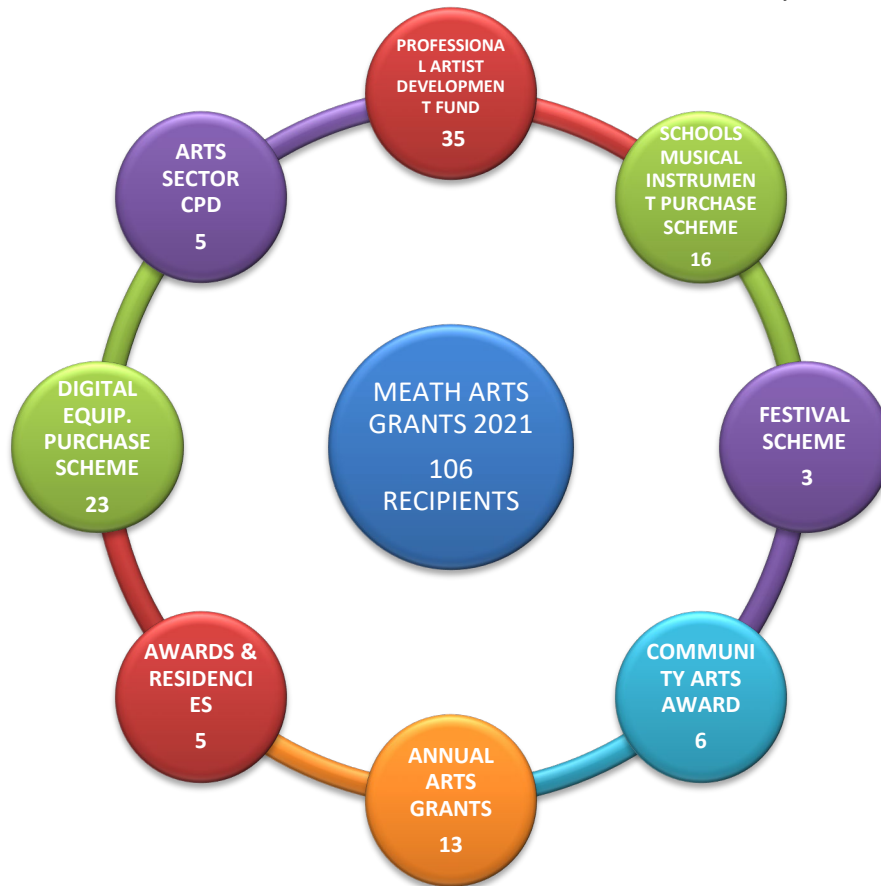 PROFESSIONA
L ARTIST
DEVELOPMEN
T FUND
35
SCHOOLS
MUSICAL
INSTRUMEN
T PURCHASE
SCHEME
16
FESTIVAL
SCHEME
3
COMMUNI
TY ARTS
AWARD
6
ANNUAL
ARTS
GRANTS
13
AWARDS &
RESIDENCI
ES
5
DIGITAL
EQUIP.
PURCHASE
SCHEME
23
ARTS
SECTOR
CPD
5
MEATH ARTS
GRANTS 2021
106
RECIPIENTS